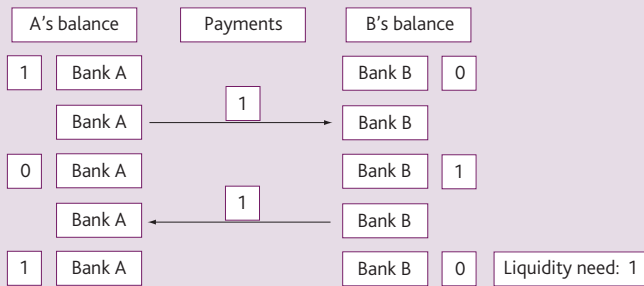 A's balance Payments B's balance
1 Bank A Bank B 0
1
Bank A Bank B
0 Bank A Bank B 1
1
Bank A Bank B
1 Bank A Bank B 0 Liquidity need: 1